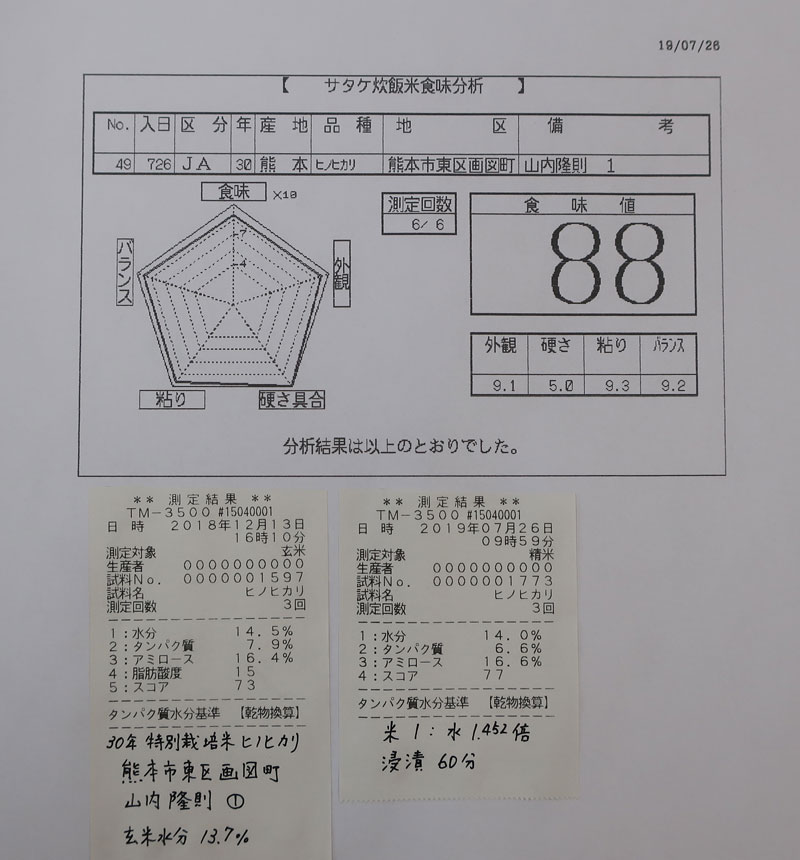 19/07/26
【 サタケ炊飯米食味分析 】
No. 入日 区分 年 産地 品種 地区 備考
49 726 JA 30 熊本 ヒノヒカリ 熊本市東区画図町 山内隆則 1
食味 ×10
7
4
バランス
外観
粘り
硬さ具合
測定回数
6/ 6
食味値
88
外観 硬さ 粘り バランス
9.1 5.0 9.3 9.2
分析結果は以上のとおりでした。
** 測定結果 **
TM-3500 #15040001
日 時 2018年12月13日
16時10分
測定対象 玄米
生産者 0000000000
試料No. 0000001597
試料名 ヒノヒカリ
測定回数 3回
1:水分 14.5%
2:タンパク質 7.9%
3:アミロース 16.4%
4:脂肪酸度 15
5:スコア 73
タンパク質水分基準 【乾物換算】
30年 特別栽培米 ヒノヒカリ
熊本市東区画図町
山内隆則 ①
玄米水分 13.7%
** 測定結果 **
TM-3500 #15040001
日 時 2019年07月26日
09時59分
測定対象 精米
生産者 0000000000
試料No. 0000001773
試料名 ヒノヒカリ
測定回数 3回
1:水分 14.0%
2:タンパク質 6.6%
3:アミロース 16.6%
4:スコア 77
タンパク質水分基準 【乾物換算】
米 1 : 水 1.452倍
浸漬 60分